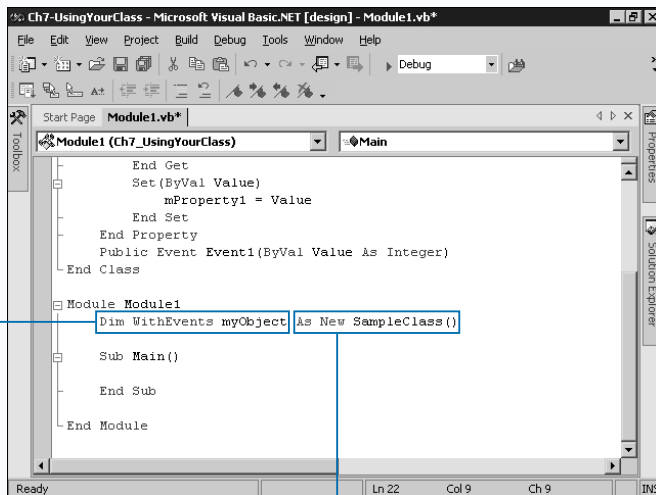 Ch7-UsingYourClass - Microsoft Visual Basic.NET [design] - Module1.vb*
File Edit View Project Build Debug Tools Window Help
Debug
Start Page Module1.vb*
Module1 (Ch7_UsingYourClass) Main
Toolbox
Properties
Solution Explorer
End Get
Set(ByVal Value)
mProperty1 = Value
End Set
End Property
Public Event Event1(ByVal Value As Integer)
End Class
Module Module1
Dim WithEvents myObject As New SampleClass()
Sub Main()
End Sub
End Module
Ready Ln 22 Col 9 Ch 9 INS